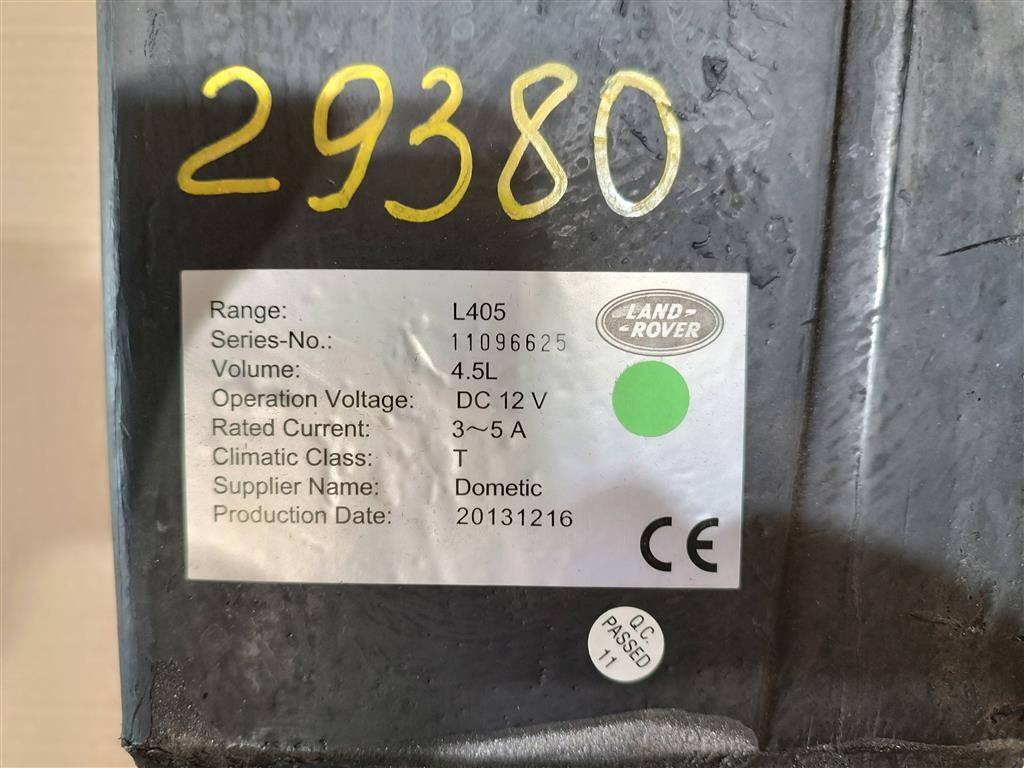 29380
Range: L405
Series-No.: 11096625
Volume: 4.5L
Operation Voltage: DC 12 V
Rated Current: 3~5 A
Climatic Class: T
Supplier Name: Dometic
Production Date: 20131216
LAND-
-ROVER
CE
Q.C.
PASSED
11